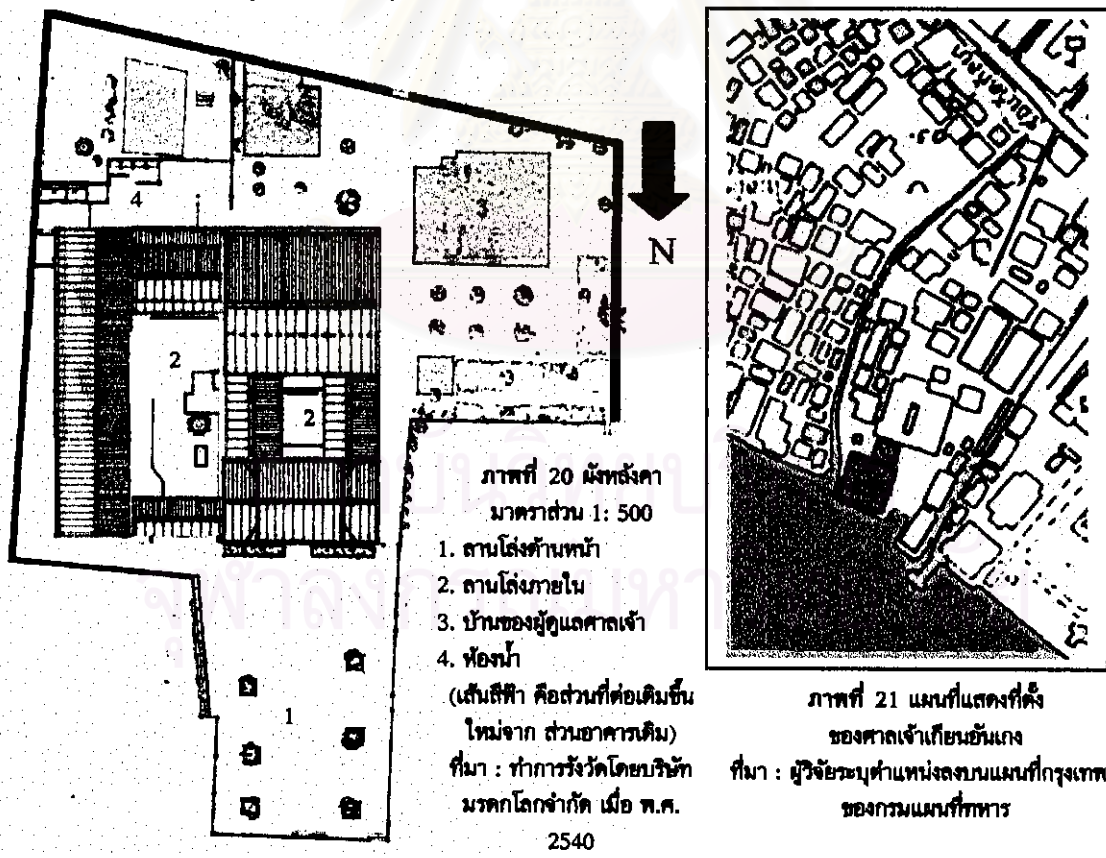 4
3
N
2
2
1
ภาพที่ 20 ผังหลังคา
มาตราส่วน 1: 500
1. ลานโล่งด้านหน้า
2. ลานโล่งภายใน
3. บ้านของผู้ดูแลศาลเจ้า
4. ห้องน้ำ
(เส้นสีฟ้า คือส่วนที่ต่อเติมขึ้น
ใหม่จาก ส่วนอาคารเดิม)
ที่มา : ทำการรังวัดโดยบริษัท
มรดกโลกจำกัด เมื่อ พ.ศ.
2540
ภาพที่ 21 แผนที่แสดงที่ตั้ง
ของศาลเจ้าเกียนอันเกง
ที่มา : ผู้วิจัยระบุตำแหน่งลงบนแผนที่กรุงเทพ
ของกรมแผนที่ทหาร